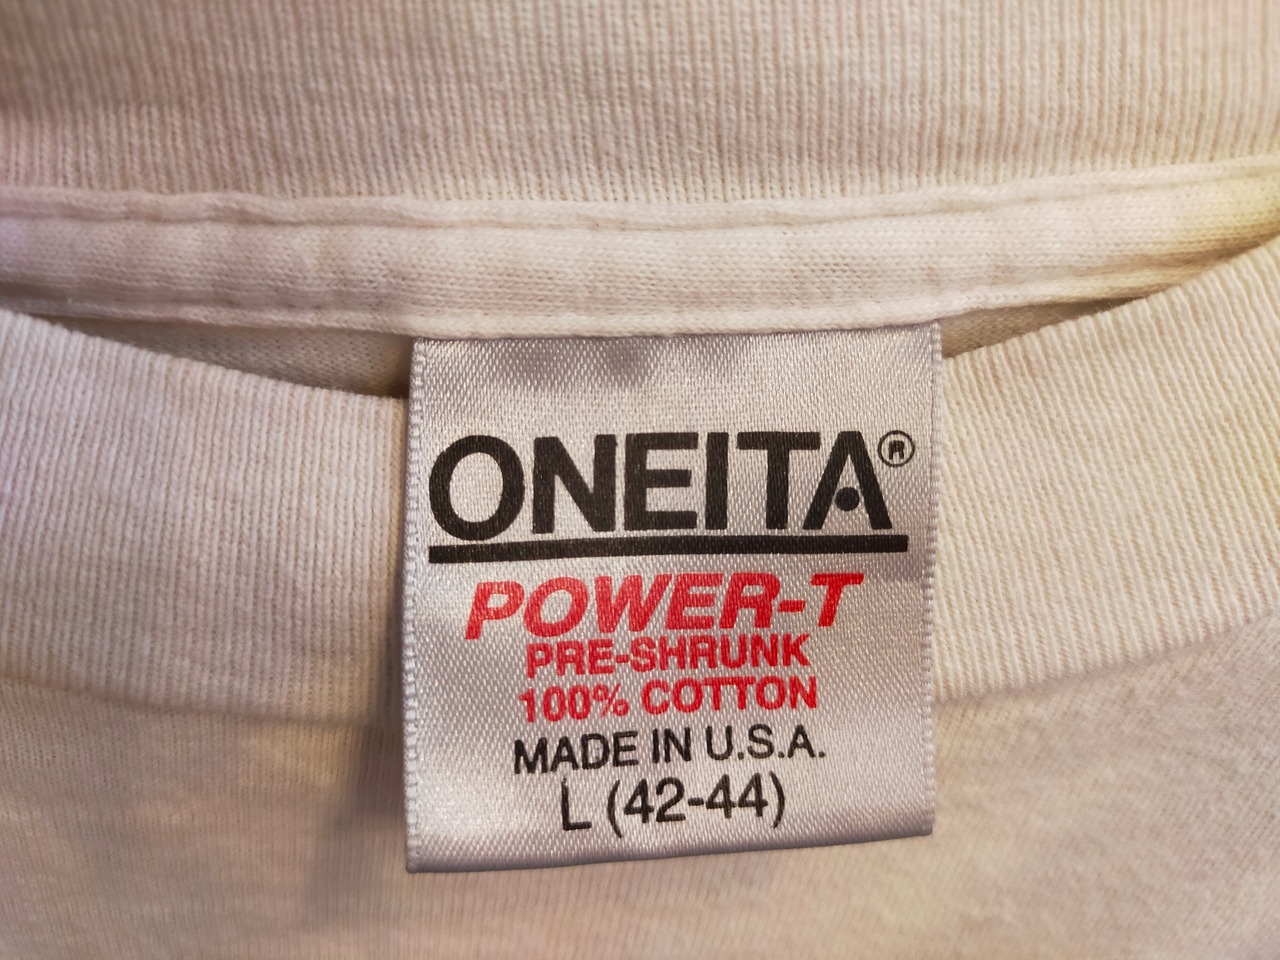 ONEITA®
POWER-T
PRE-SHRUNK
100% COTTON
MADE IN U.S.A.
L (42-44)